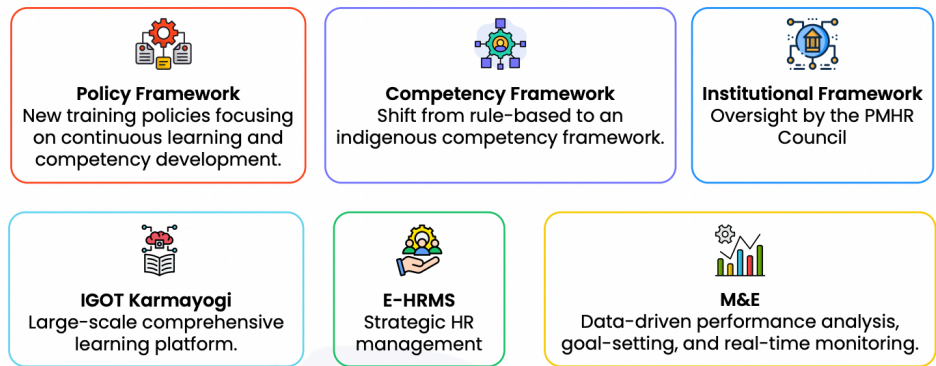 Policy Framework
New training policies focusing
on continuous learning and
competency development.
Competency Framework
Shift from rule-based to an
indigenous competency framework.
Institutional Framework
Oversight by the PMHR
Council
IGOT Karmayogi
Large-scale comprehensive
learning platform.
E-HRMS
Strategic HR
management
M&E
Data-driven performance analysis,
goal-setting, and real-time monitoring.